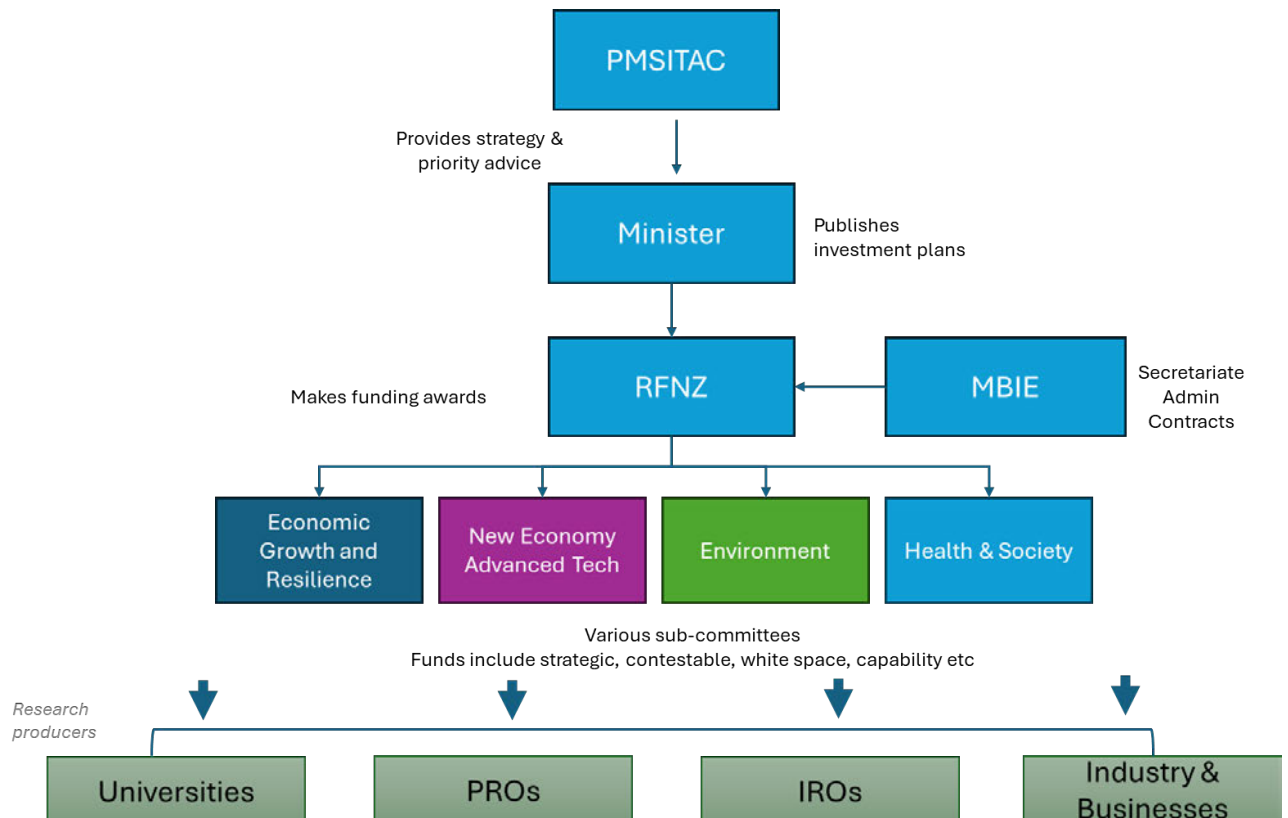 PMSITAC
Provides strategy &
priority advice
Minister
Publishes
investment plans
RFNZ
MBIE
Makes funding awards
Secretariate
Admin
Contracts
Economic
Growth and
Resilience
New Economy
Advanced Tech
Environment
Health & Society
Various sub-committees
Funds include strategic, contestable, white space, capability etc
Research
producers
Universities
PROs
IROs
Industry &
Businesses